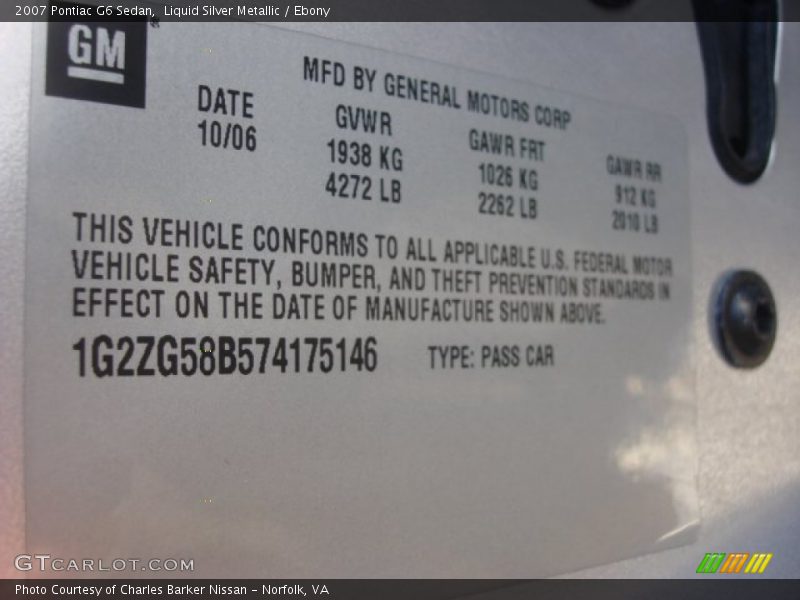 2007 Pontiac G6 Sedan, Liquid Silver Metallic / Ebony
GM
MFD BY GENERAL MOTORS CORP
DATE GVWR GAWR FRT GAWR RR
10/06 1938 KG 1026 KG 912 KG
4272 LB 2262 LB 2010 LB
THIS VEHICLE CONFORMS TO ALL APPLICABLE U.S. FEDERAL MOTOR
VEHICLE SAFETY, BUMPER, AND THEFT PREVENTION STANDARDS IN
EFFECT ON THE DATE OF MANUFACTURE SHOWN ABOVE.
1G2ZG58B574175146 TYPE: PASS CAR
GTCARLOT.COM
Photo Courtesy of Charles Barker Nissan - Norfolk, VA